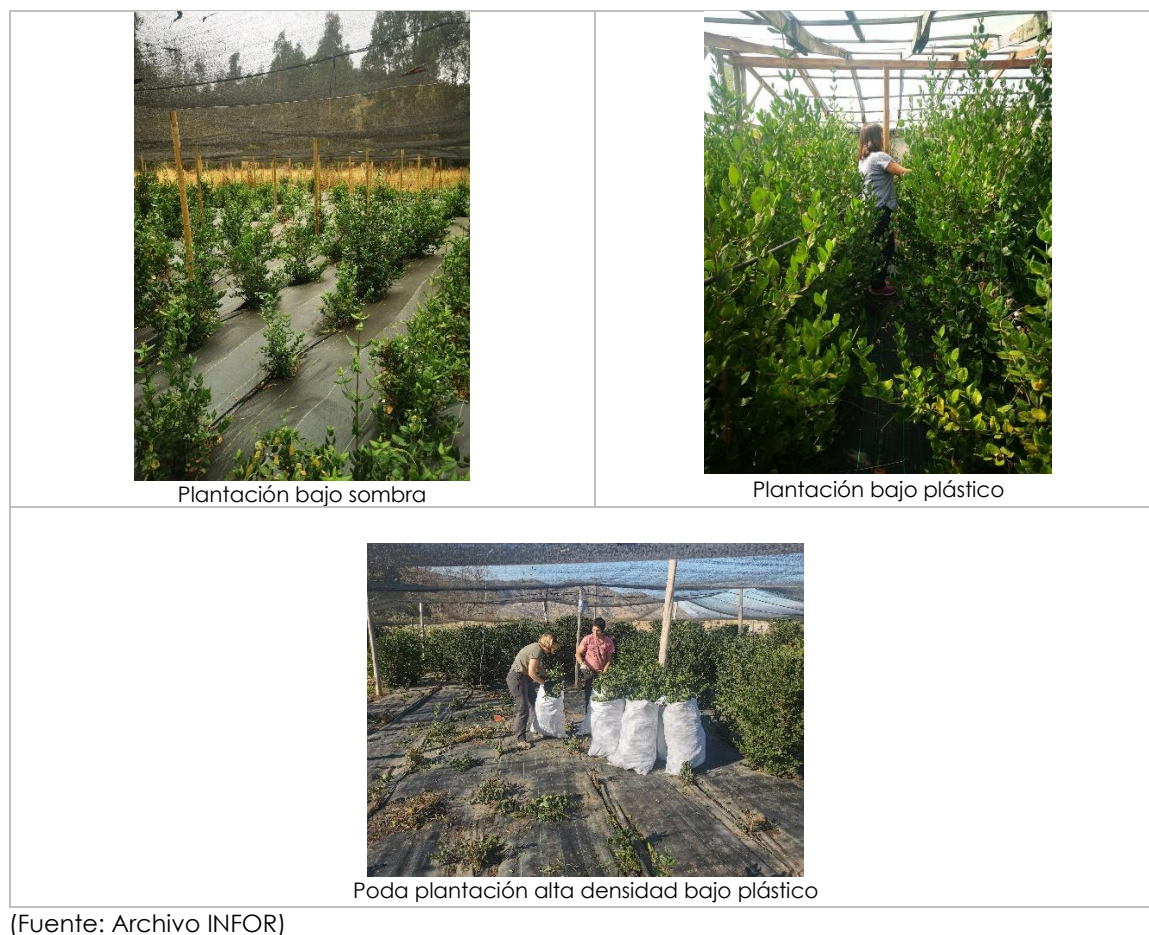 Plantación bajo sombra
Plantación bajo plástico
Poda plantación alta densidad bajo plástico
(Fuente: Archivo INFOR)